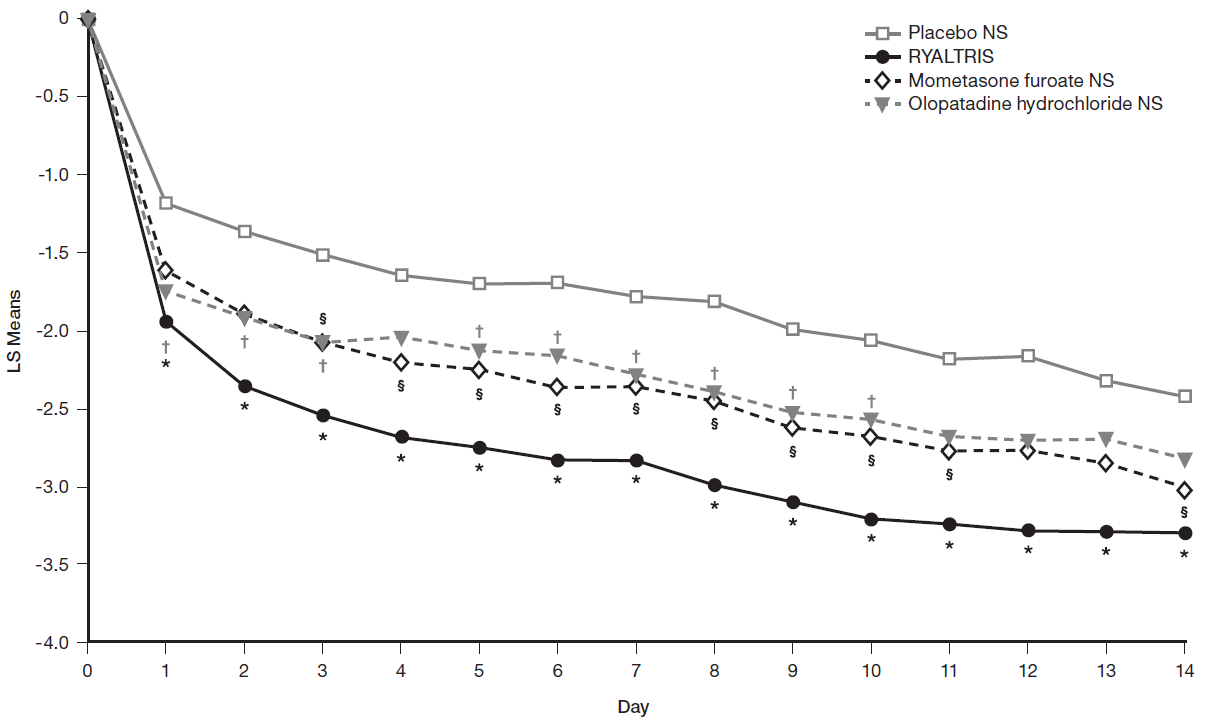 Placebo NS
RYALTRIS
Mometasone furoate NS
Olopatadine hydrochloride NS
LS Means
0
-0.5
-1.0
-1.5
-2.0
-2.5
-3.0
-3.5
-4.0
§
† † †
† † † † † †
*
§ § § § § § § § §
* * * * * * * * * * * * *
0 1 2 3 4 5 6 7 8 9 10 11 12 13 14
Day